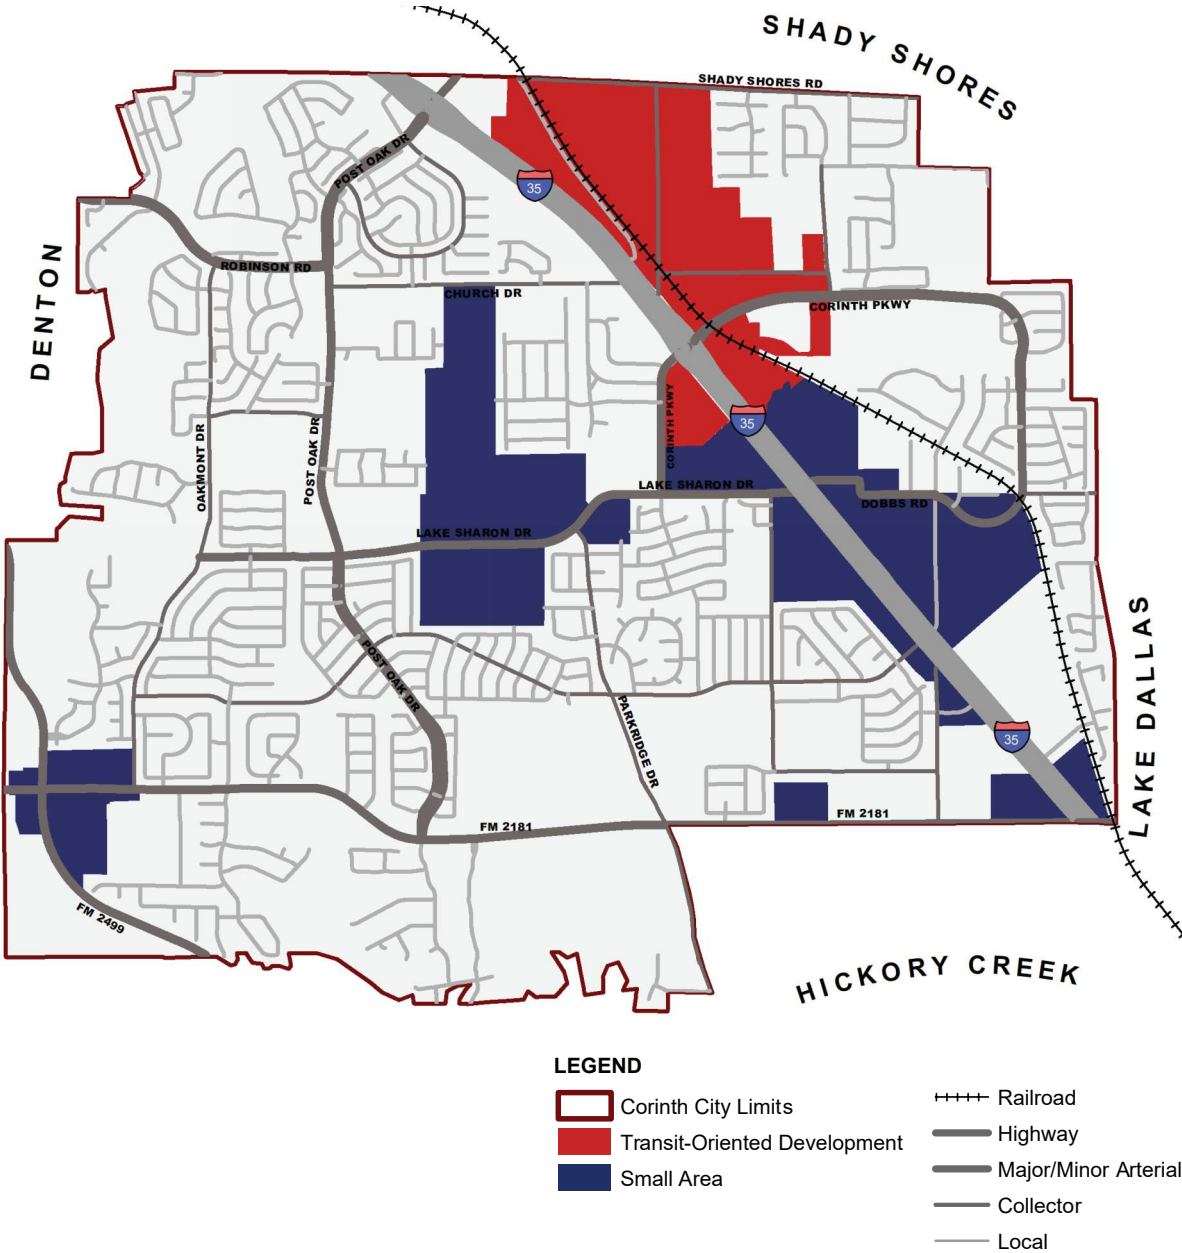 SHADY SHORES
SHADY SHORES RD
POST OAK DR
35
DENTON
ROBINSON RD
CHURCH DR
CORINTH PKWY
OAKMONT DR
POST OAK DR
CORINTH PKWY
35
LAKE SHARON DR
DOBBS RD
LAKE SHARON DR
POST OAK DR
PARKRIDGE DR
LAKE DALLAS
35
FM 2181
FM 2181
FM 2499
HICKORY CREEK
LEGEND
Corinth City Limits
Transit-Oriented Development
Small Area
Railroad
Highway
Major/Minor Arterial
Collector
Local